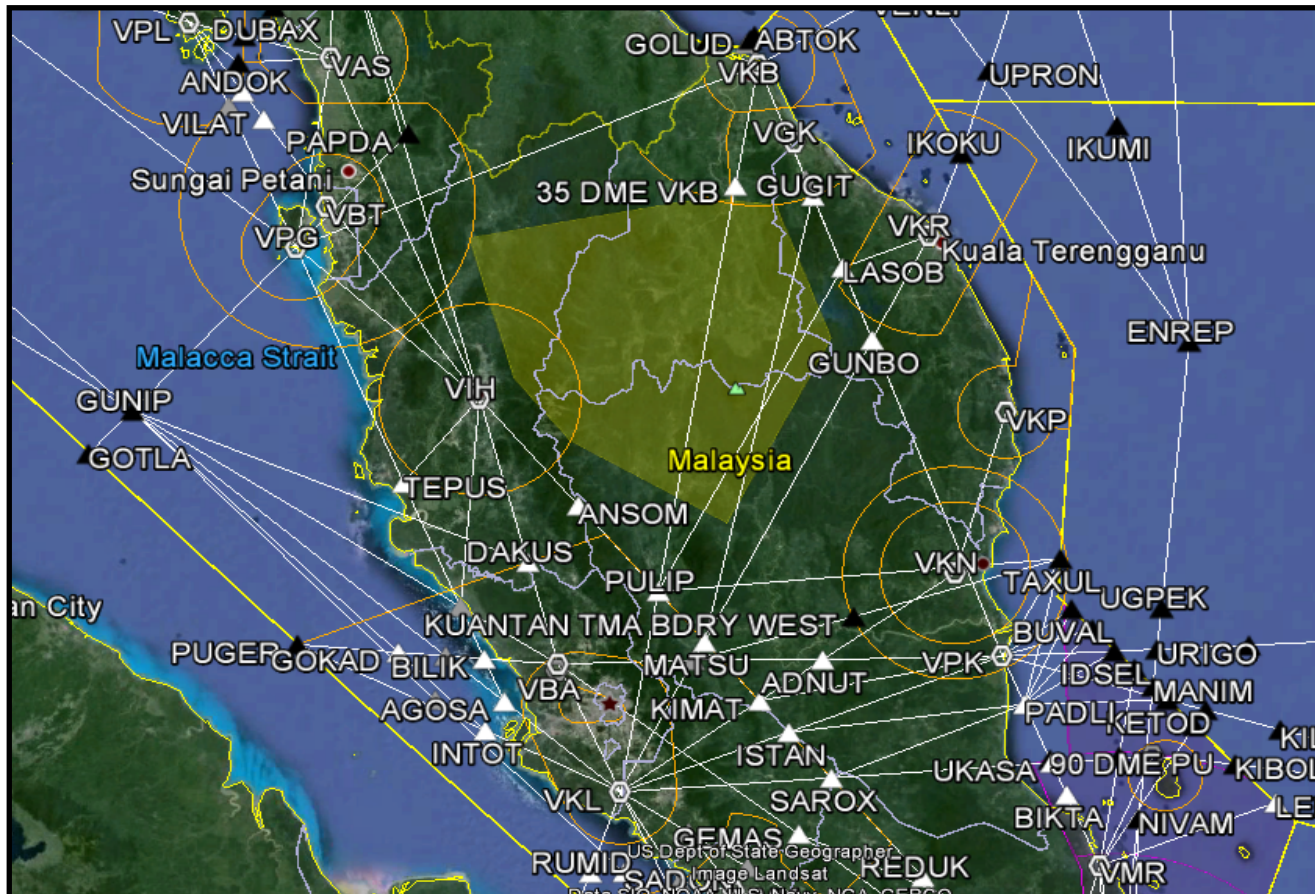 VENLI
VPL
DUBAX
GOLUD
ABTOK
VAS
ANDOK
VKB
UPRON
VILAT
PAPDA
VGK
IKOKU
IKUMI
Sungai Petani
35 DME VKB
GUGIT
VBT
VPG
VKR
Kuala Terengganu
LASOB
Malacca Strait
ENREP
GUNBO
VIH
GUNIP
VKP
GOTLA
Malaysia
TEPUS
ANSOM
DAKUS
VKN
PULIP
TAXUL
UGPEK
an City
KUANTAN TMA BDRY WEST
BUVAL
PUGER
GOKAD
BILIK
MATSU
VPK
URIGO
VBA
ADNUT
IDSEL
MANIM
AGOSA
KIMAT
PADLI
KETOD
INTOT
ISTAN
KIL
UKASA
90 DME PU
KIBOL
VKL
SAROX
BIKTA
NIVAM
LE
GEMAS
RUMID
US Dept of State Geographer
REDUK
VMR
Image Landsat